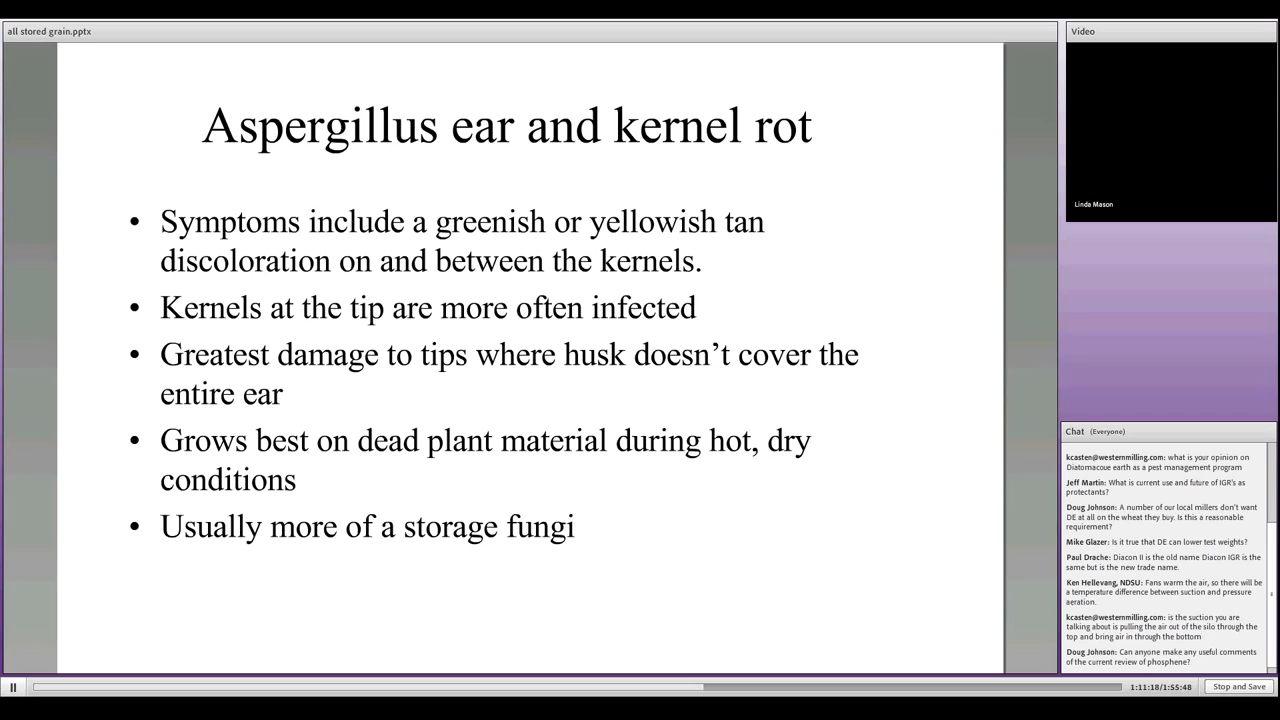 all stored grain.pptx
Aspergillus ear and kernel rot
• Symptoms include a greenish or yellowish tan
discoloration on and between the kernels.
• Kernels at the tip are more often infected
• Greatest damage to tips where husk doesn’t cover the
entire ear
• Grows best on dead plant material during hot, dry
conditions
• Usually more of a storage fungi
Video
Linda Mason
Chat (Everyone)
kcasten@westernmilling.com: what is your opinion on
Diatomacoue earth as a pest management program
Jeff Martin: What is current use and future of IGR's as
protectants?
Doug Johnson: A number of our local millers don't want
DE at all on the wheat they buy. Is this a reasonable
requirement?
Mike Glazer: Is it true that DE can lower test weights?
Paul Drache: Diacon II is the old name Diacon IGR is the
same but is the new trade name.
Ken Hellevang, NDSU: Fans warm the air, so there will be
a temperature difference between suction and pressure
aeration.
kcasten@westernmilling.com: is the suction you are
talking about is pulling the air out of the silo through the
top and bring air in through the bottom
Doug Johnson: Can anyone make any useful comments
of the current review of phosphene?
1:11:18/1:55:48
Stop and Save